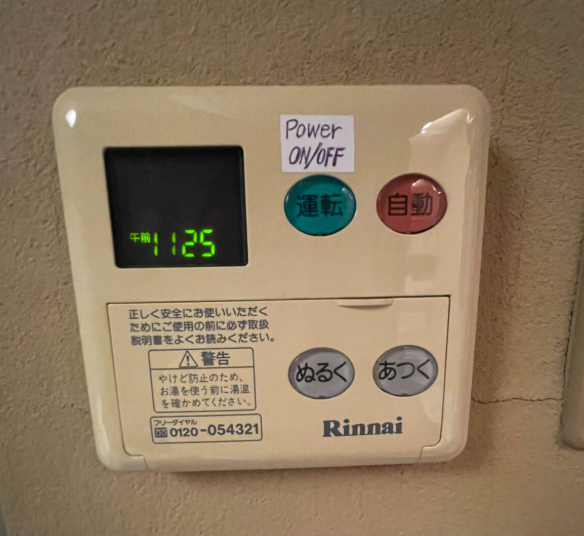 Power
ON/OFF
午前 11 25
運転
自動
正しく安全にお使いいただく
ためにご使用の前に必ず取扱
説明書をよくお読みください。
⚠警告
やけど防止のため、
お湯を使う前に湯温
を確かめてください。
フリーダイヤル
0120-054321
ぬるく
あつく
Rinnai